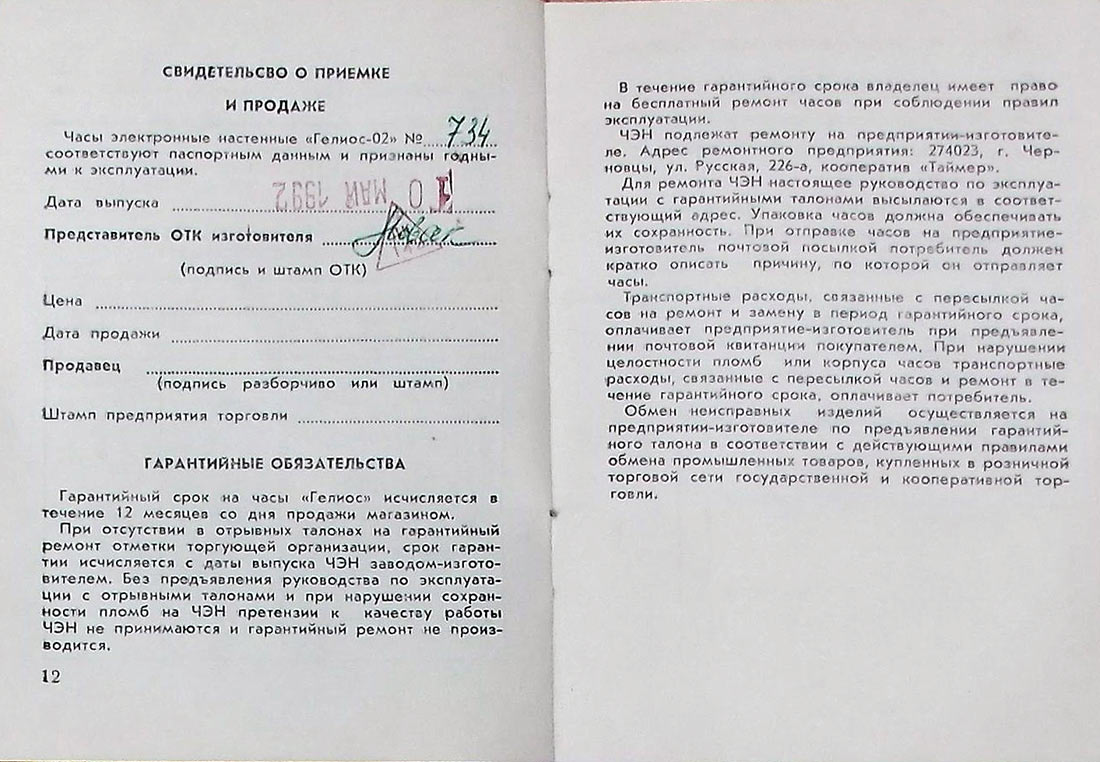 СВИДЕТЕЛЬСВО О ПРИЕМКЕ
И ПРОДАЖЕ
Часы электронные настенные «Гелиос-02» № 734
соответствуют паспортным данным и признаны годны-
ми к эксплуатации.
Дата выпуска МАЙ 1992
Представитель ОТК изготовителя
(подпись и штамп ОТК)
Цена
Дата продажи
Продавец
(подпись разборчиво или штамп)
Штамп предприятия торговли
ГАРАНТИЙНЫЕ ОБЯЗАТЕЛЬСТВА
Гарантийный срок на часы «Гелиос» исчисляется в
течение 12 месяцев со дня продажи магазином.
При отсутствии в отрывных талонах на гарантийный
ремонт отметки торгующей организации, срок гаран-
тии исчисляется с даты выпуска ЧЭН заводом-изгото-
вителем. Без предъявления руководства по эксплуата-
ции с отрывными талонами и при нарушении сохран-
ности пломб на ЧЭН претензии к качеству работы
ЧЭН не принимаются и гарантийный ремонт не произ-
водится.
12
В течение гарантийного срока владелец имеет право
на бесплатный ремонт часов при соблюдении правил
эксплуатации.
ЧЭН подлежат ремонту на предприятии-изготовите-
ле. Адрес ремонтного предприятия: 274023, г. Чер-
новцы, ул. Русская, 226-а, кооператив «Таймер».
Для ремонта ЧЭН настоящее руководство по эксплуа-
тации с гарантийными талонами высылаются в соответ-
ствующий адрес. Упаковка часов должна обеспечивать
их сохранность. При отправке часов на предприятие-
изготовитель почтовой посылкой потребитель должен
кратко описать причину, по которой он отправляет
часы.
Транспортные расходы, связанные с пересылкой ча-
сов на ремонт и замену в период гарантийного срока,
оплачивает предприятие-изготовитель при предъявле-
нии почтовой квитанции покупателем. При нарушении
целостности пломб или корпуса часов транспортные
расходы, связанные с пересылкой часов и ремонт в те-
чение гарантийного срока, оплачивает потребитель.
Обмен неисправных изделий осуществляется на
предприятии-изготовителе по предъявлении гарантий-
ного талона в соответствии с действующими правилами
обмена промышленных товаров, купленных в розничной
торговой сети государственной и кооперативной тор-
говли.